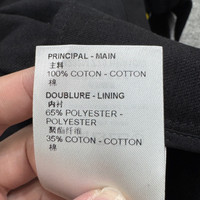 PRINCIPAL - MAIN
主料
100% COTON - COTTON
棉
DOUBLURE - LINING
内衬
65% POLYESTER -
POLYESTER
聚酯纤维
35% COTON - COTTON
棉